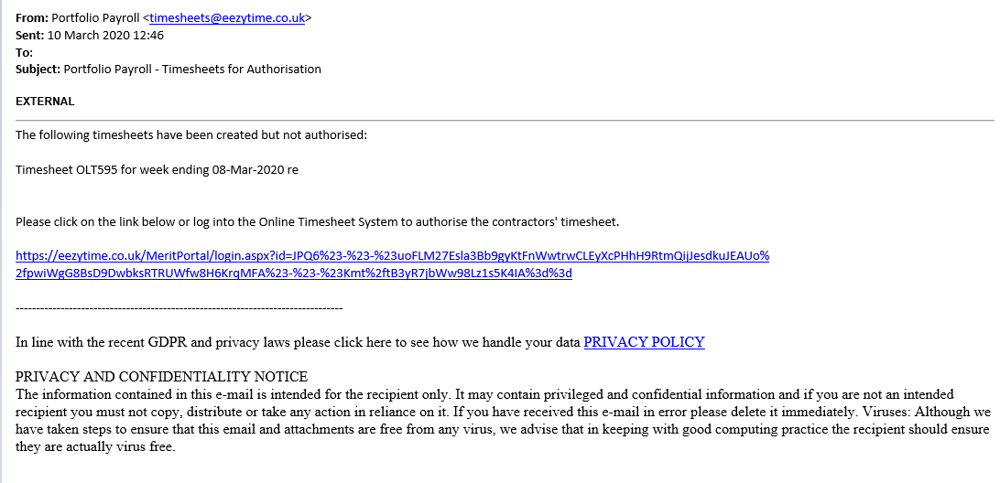 From: Portfolio Payroll <timesheets@eezytime.co.uk>
Sent: 10 March 2020 12:46
To:
Subject: Portfolio Payroll - Timesheets for Authorisation
EXTERNAL
The following timesheets have been created but not authorised:
Timesheet OLT595 for week ending 08-Mar-2020 re
Please click on the link below or log into the Online Timesheet System to authorise the contractors' timesheet.
https://eezytime.co.uk/MeritPortal/login.aspx?id=JPQ6%23-%23-%23uoFLM27Esla3Bb9gyKtFnWwtrwCLEyXcPHhH9RtmQijJesdkuJEAUo%
2fpwiWgG8BsD9DwbksRTRUWfw8H6KrqMFA%23-%23-%23Kmt%2ftB3yR7jbWw98Lz1s5K4IA%3d%3d
--------------------------------------------------------------------------------
In line with the recent GDPR and privacy laws please click here to see how we handle your data PRIVACY POLICY
PRIVACY AND CONFIDENTIALITY NOTICE
The information contained in this e-mail is intended for the recipient only. It may contain privileged and confidential information and if you are not an intended
recipient you must not copy, distribute or take any action in reliance on it. If you have received this e-mail in error please delete it immediately. Viruses: Although we
have taken steps to ensure that this email and attachments are free from any virus, we advise that in keeping with good computing practice the recipient should ensure
they are actually virus free.